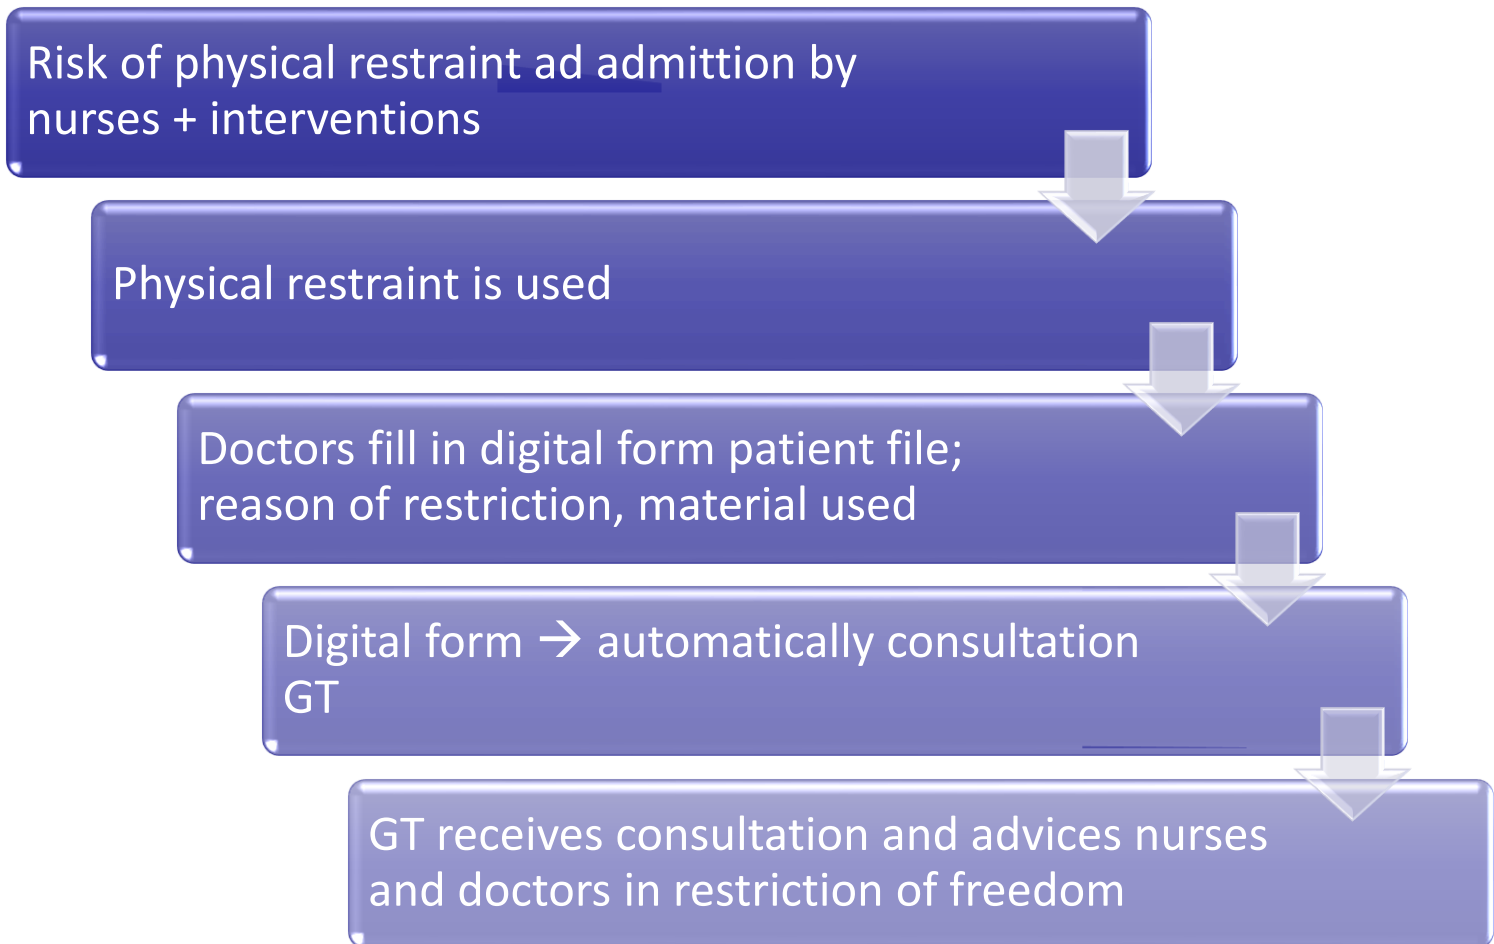 Risk of physical restraint ad admittion by
nurses + interventions
Physical restraint is used
Doctors fill in digital form patient file;
reason of restriction, material used
Digital form → automatically consultation
GT
GT receives consultation and advices nurses
and doctors in restriction of freedom